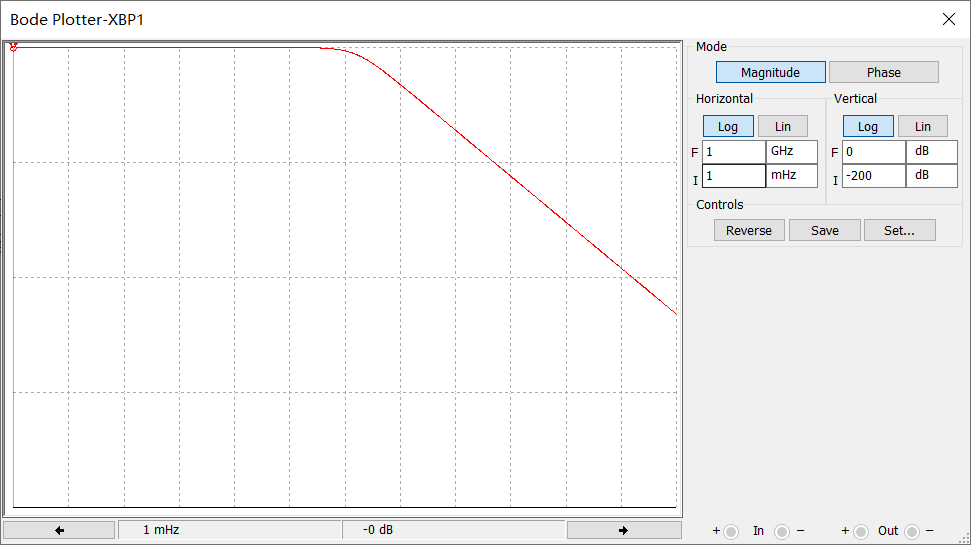 Bode Plotter-XBP1
Mode
Magnitude Phase
Horizontal Vertical
Log Lin Log Lin
F 1 GHz F 0 dB
I 1 mHz I -200 dB
Controls
Reverse Save Set...
1 mHz -0 dB
+ In − + Out −